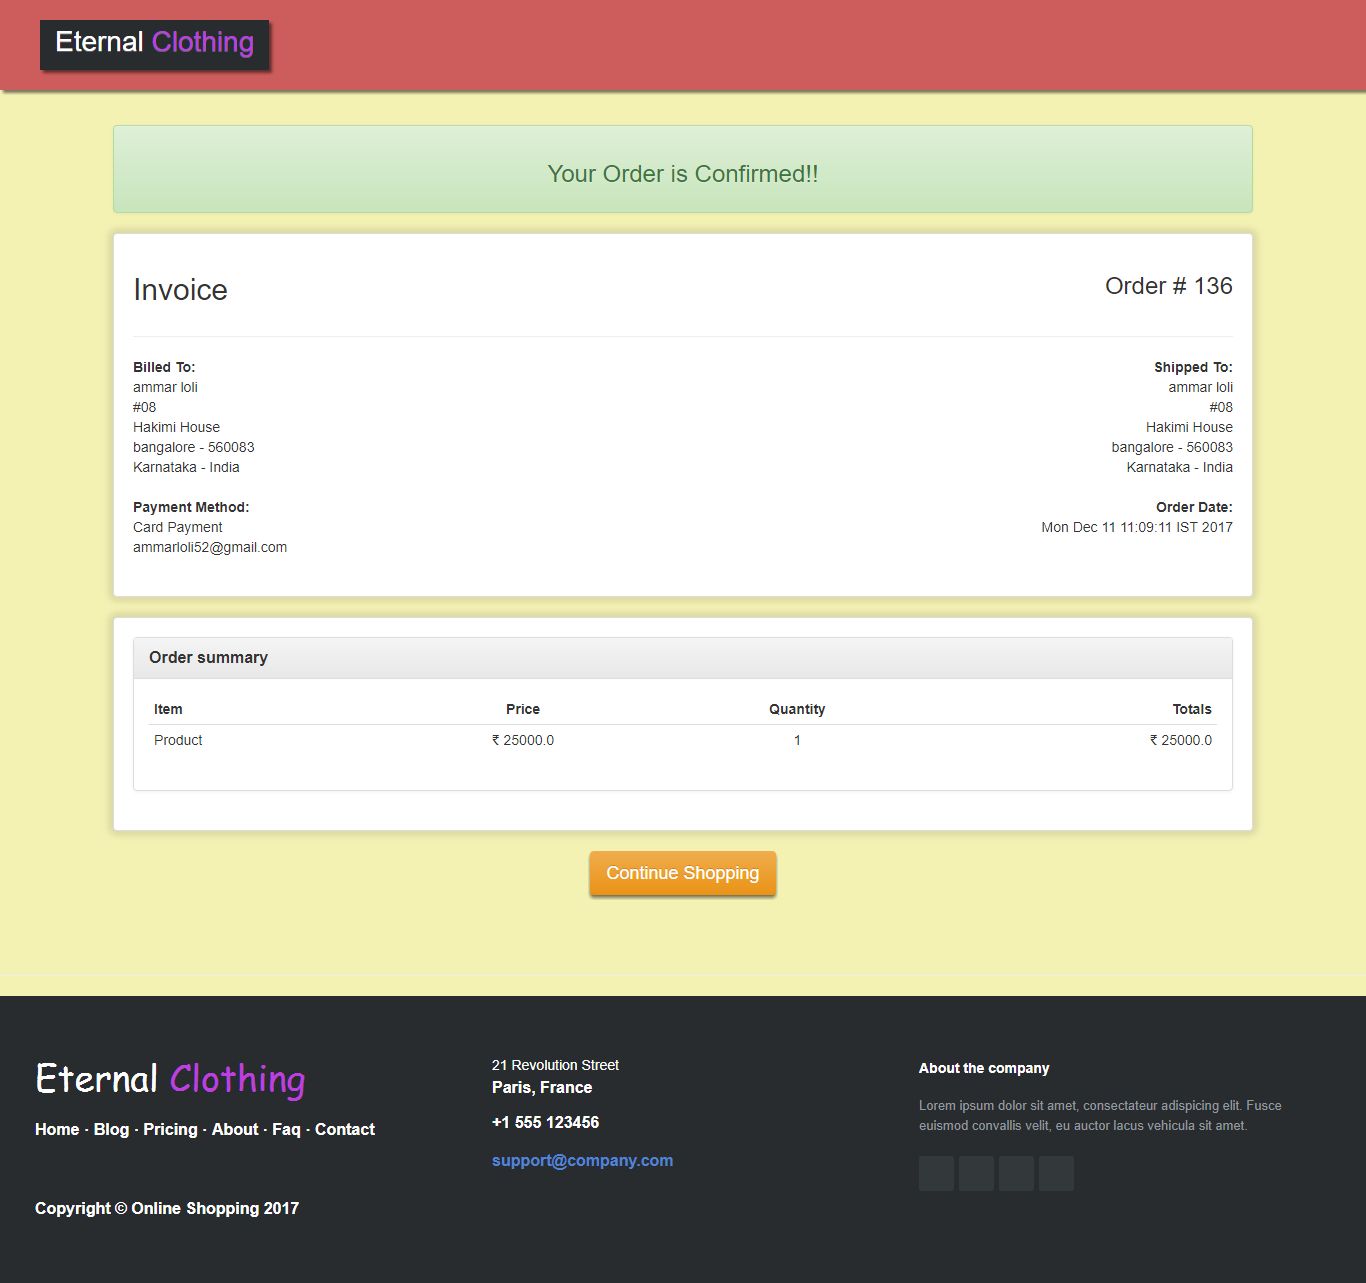 Eternal Clothing
Your Order is Confirmed!!
Invoice
Order # 136
Billed To:
ammar loli
#08
Hakimi House
bangalore - 560083
Karnataka - India
Shipped To:
ammar loli
#08
Hakimi House
bangalore - 560083
Karnataka - India
Payment Method:
Card Payment
ammarloli52@gmail.com
Order Date:
Mon Dec 11 11:09:11 IST 2017
Order summary
Item Price Quantity Totals
Product ₹ 25000.0 1 ₹ 25000.0
Continue Shopping
Eternal Clothing
Home · Blog · Pricing · About · Faq · Contact
Copyright © Online Shopping 2017
21 Revolution Street
Paris, France
+1 555 123456
support@company.com
About the company
Lorem ipsum dolor sit amet, consectateur adispicing elit. Fusce
euismod convallis velit, eu auctor lacus vehicula sit amet.